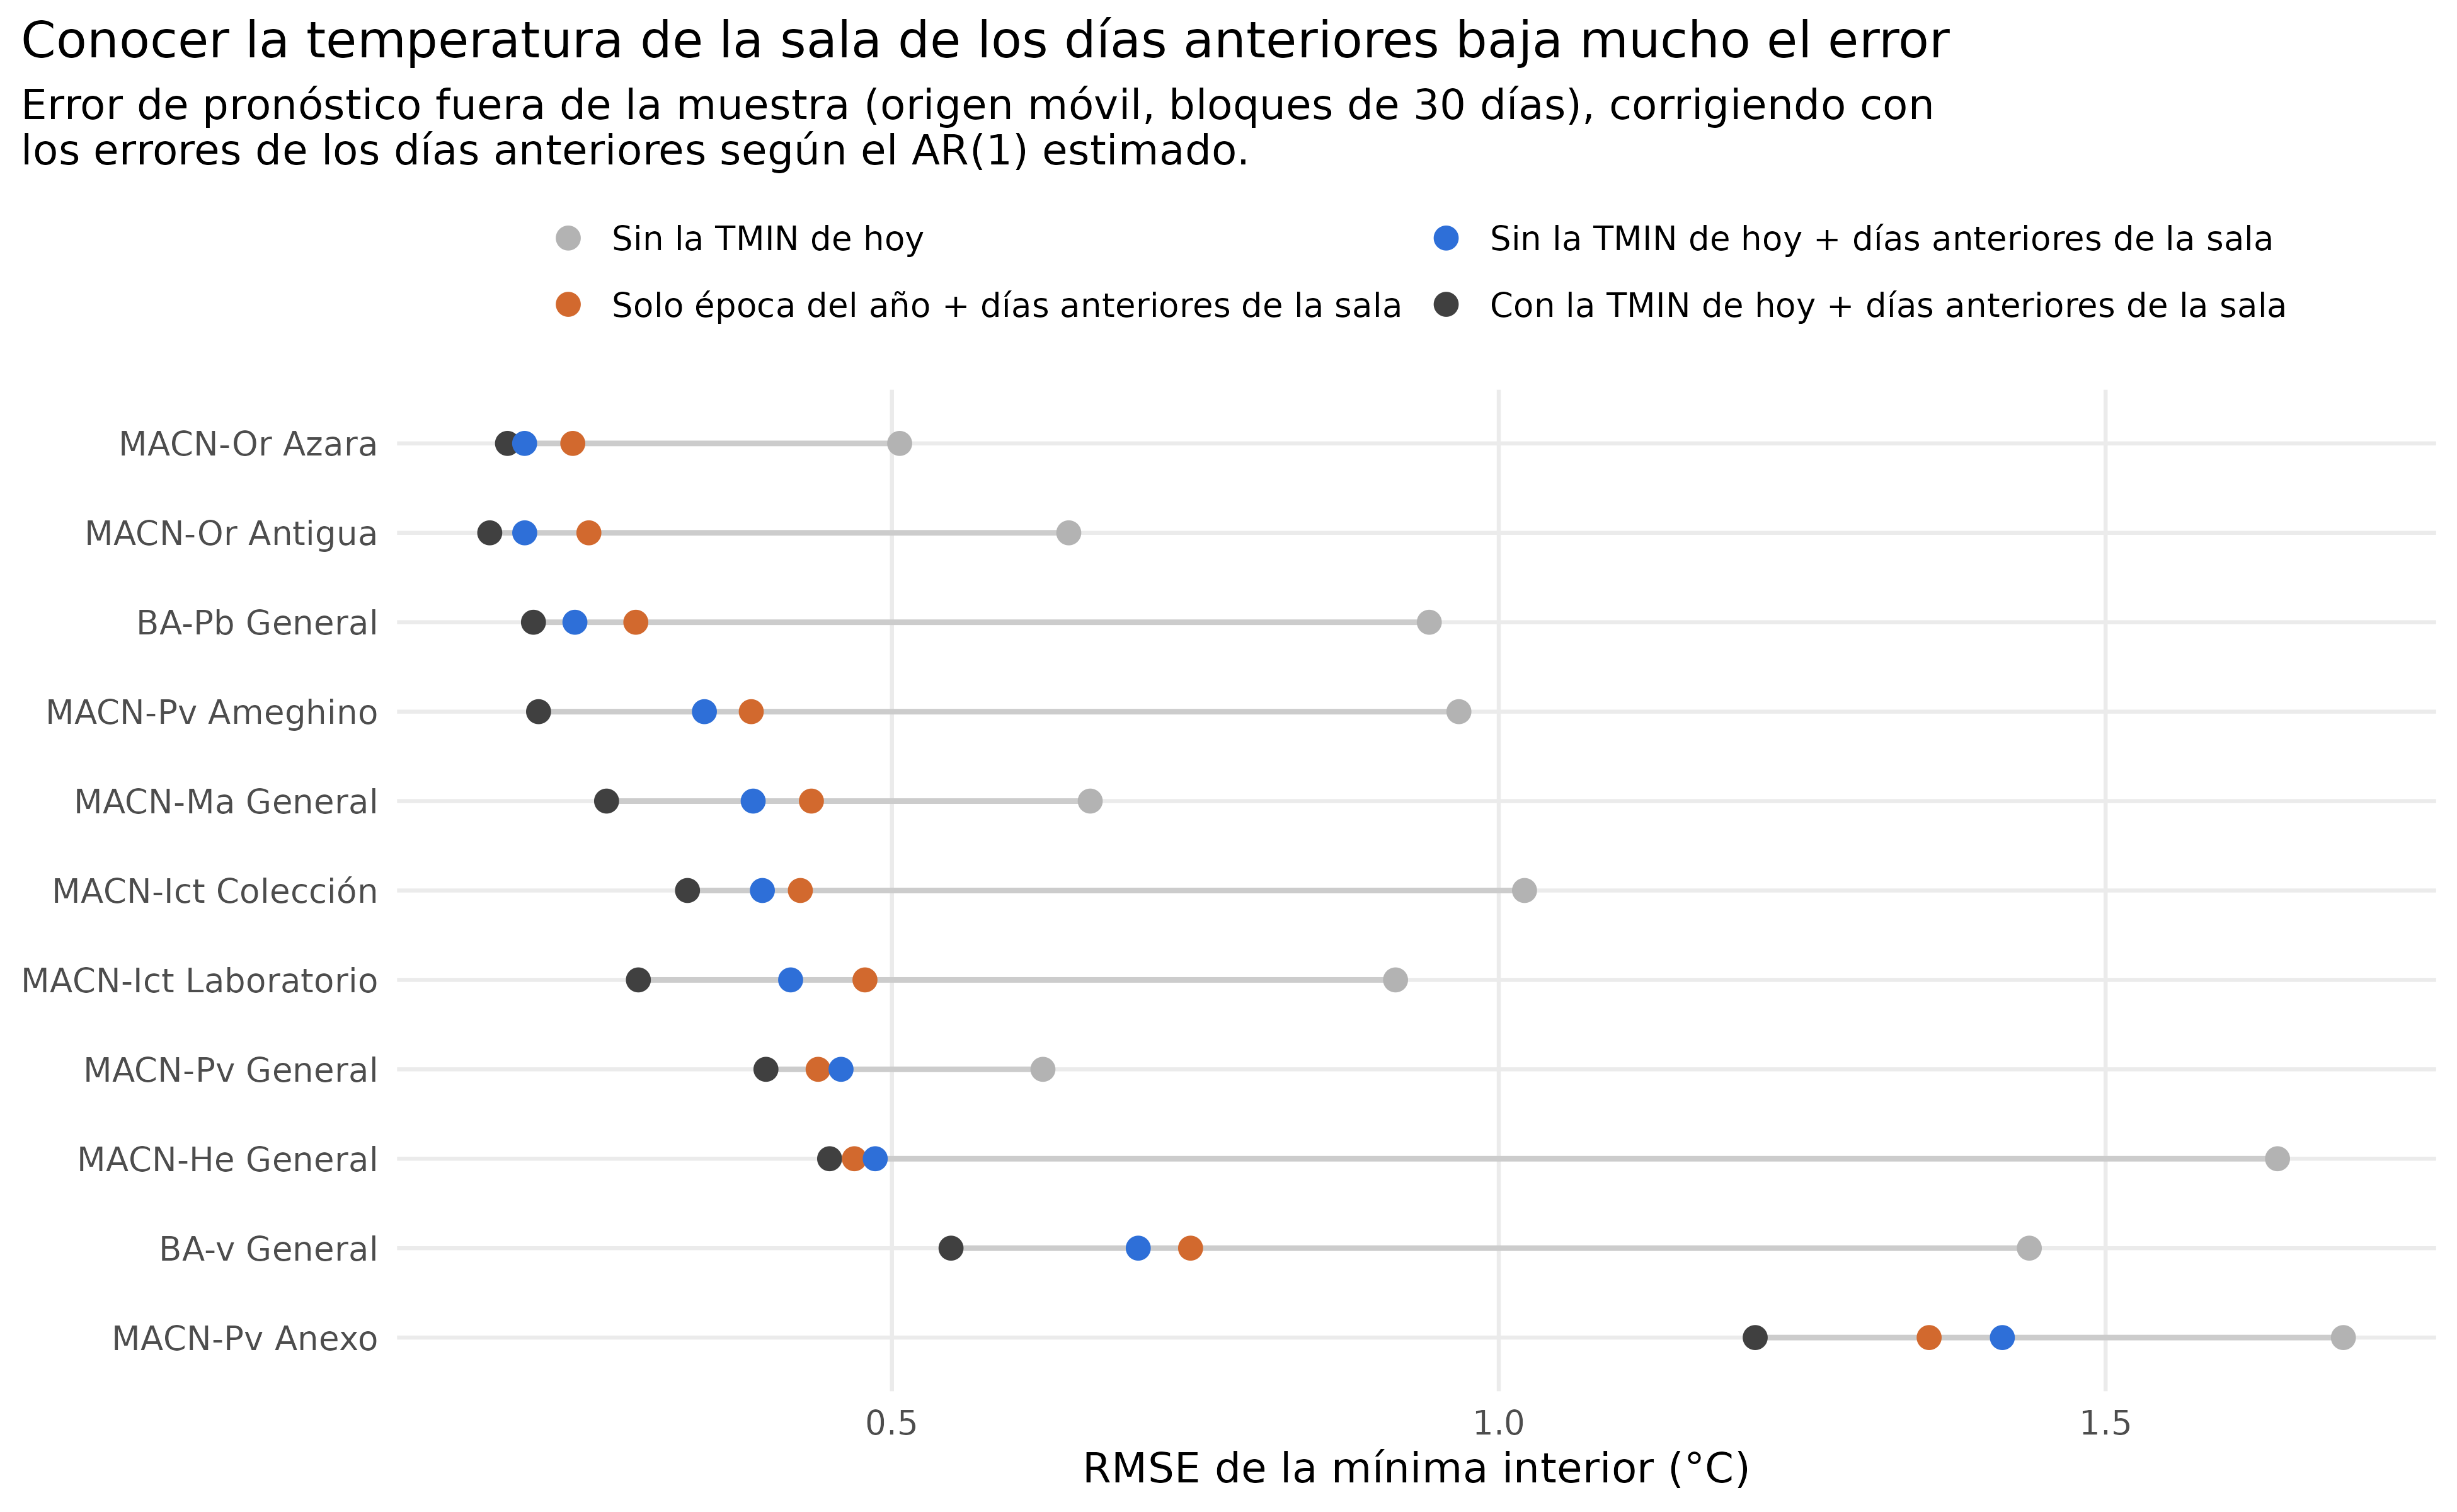 Conocer la temperatura de la sala de los días anteriores baja mucho el error
Error de pronóstico fuera de la muestra (origen móvil, bloques de 30 días), corrigiendo con
los errores de los días anteriores según el AR(1) estimado.
Sin la TMIN de hoy
Sin la TMIN de hoy + días anteriores de la sala
Solo época del año + días anteriores de la sala
Con la TMIN de hoy + días anteriores de la sala
MACN-Or Azara
MACN-Or Antigua
BA-Pb General
MACN-Pv Ameghino
MACN-Ma General
MACN-Ict Colección
MACN-Ict Laboratorio
MACN-Pv General
MACN-He General
BA-v General
MACN-Pv Anexo
0.5
1.0
1.5
RMSE de la mínima interior (°C)